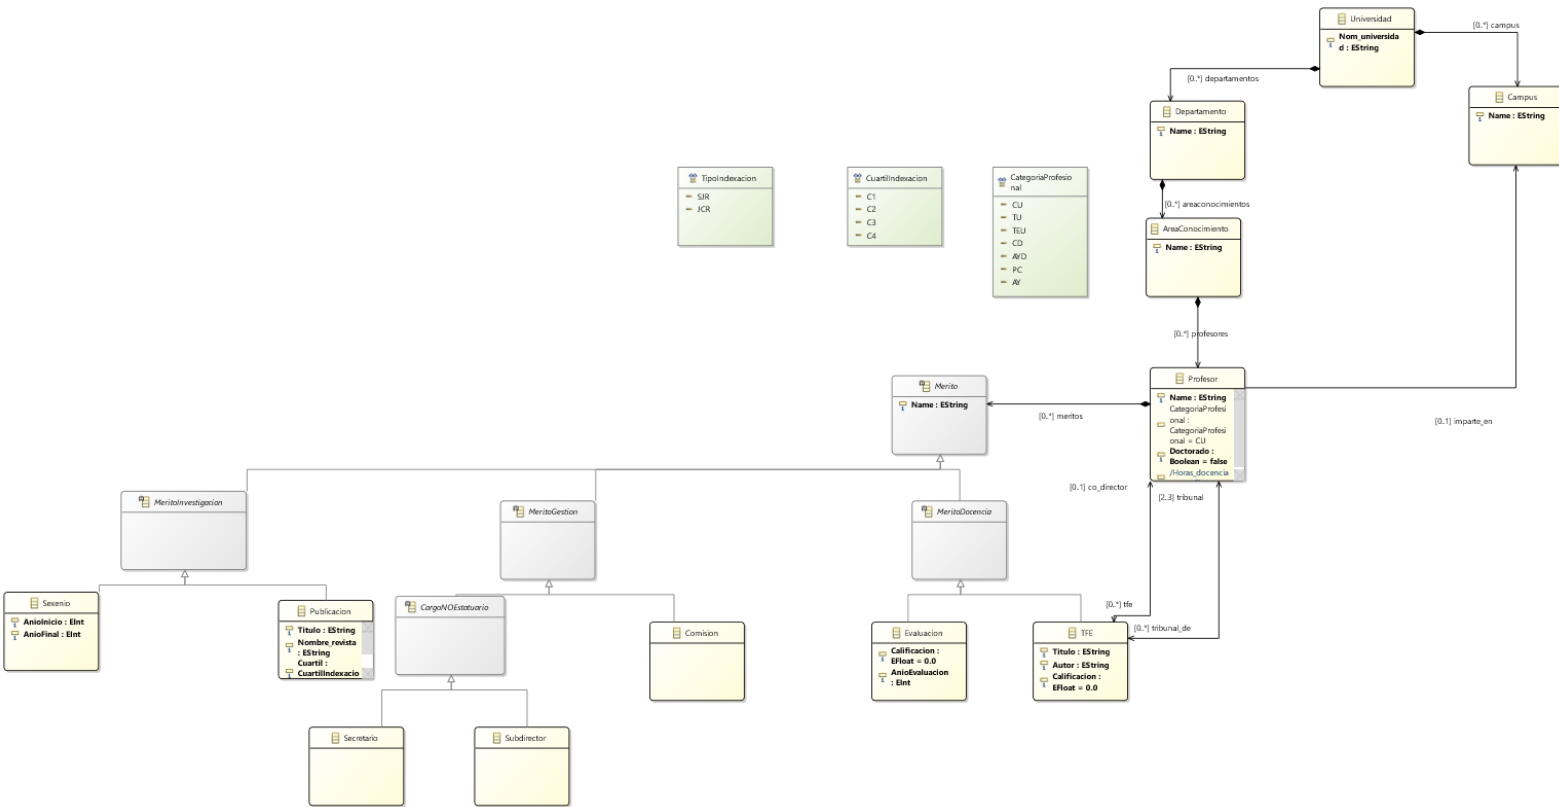 Universidad
Nom_universida
d : EString
[0..*] campus
[0..*] departamentos
Campus
Name : EString
Departamento
Name : EString
[0..*] areaconocimientos
TipoIndexacion
SJR
JCR
CuartilIndexacion
C1
C2
C3
C4
CategoriaProfesio
nal
CU
TU
TEU
CD
AYD
PC
AY
AreaConocimiento
Name : EString
[0..*] profesores
Profesor
Name : EString
CategoriaProfesi
onal :
CategoriaProfesi
onal = CU
Doctorado :
Boolean = false
/Horas_docencia
Merito
Name : EString
[0..*] meritos
[0..1] imparte_en
[0..1] co_director
[2..3] tribunal
MeritoInvestigacion
MeritoGestion
MeritoDocencia
Sexenio
AnioInicio : EInt
AnioFinal : EInt
Publicacion
Titulo : EString
Nombre_revista
: EString
Cuartil :
CuartilIndexacio
CargoNOEstatuario
Comision
[0..*] tfe
[0..*] tribunal_de
Evaluacion
Calificacion :
EFloat = 0.0
AnioEvaluacion
: EInt
TFE
Titulo : EString
Autor : EString
Calificacion :
EFloat = 0.0
Secretario
Subdirector